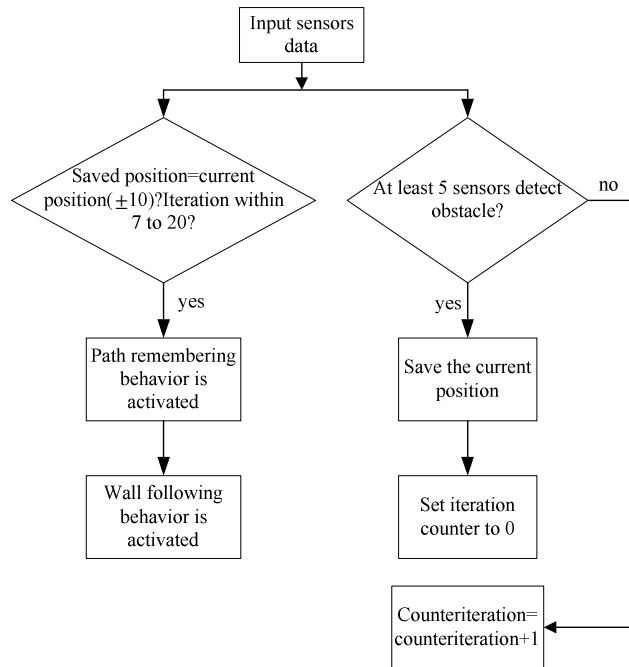 Input sensors
data
Saved position=current
position(±10)?Iteration within
7 to 20?
At least 5 sensors detect
obstacle?
no
yes
yes
Path remembering
behavior is
activated
Save the current
position
Wall following
behavior is
activated
Set iteration
counter to 0
Counteriteration=
counteriteration+1